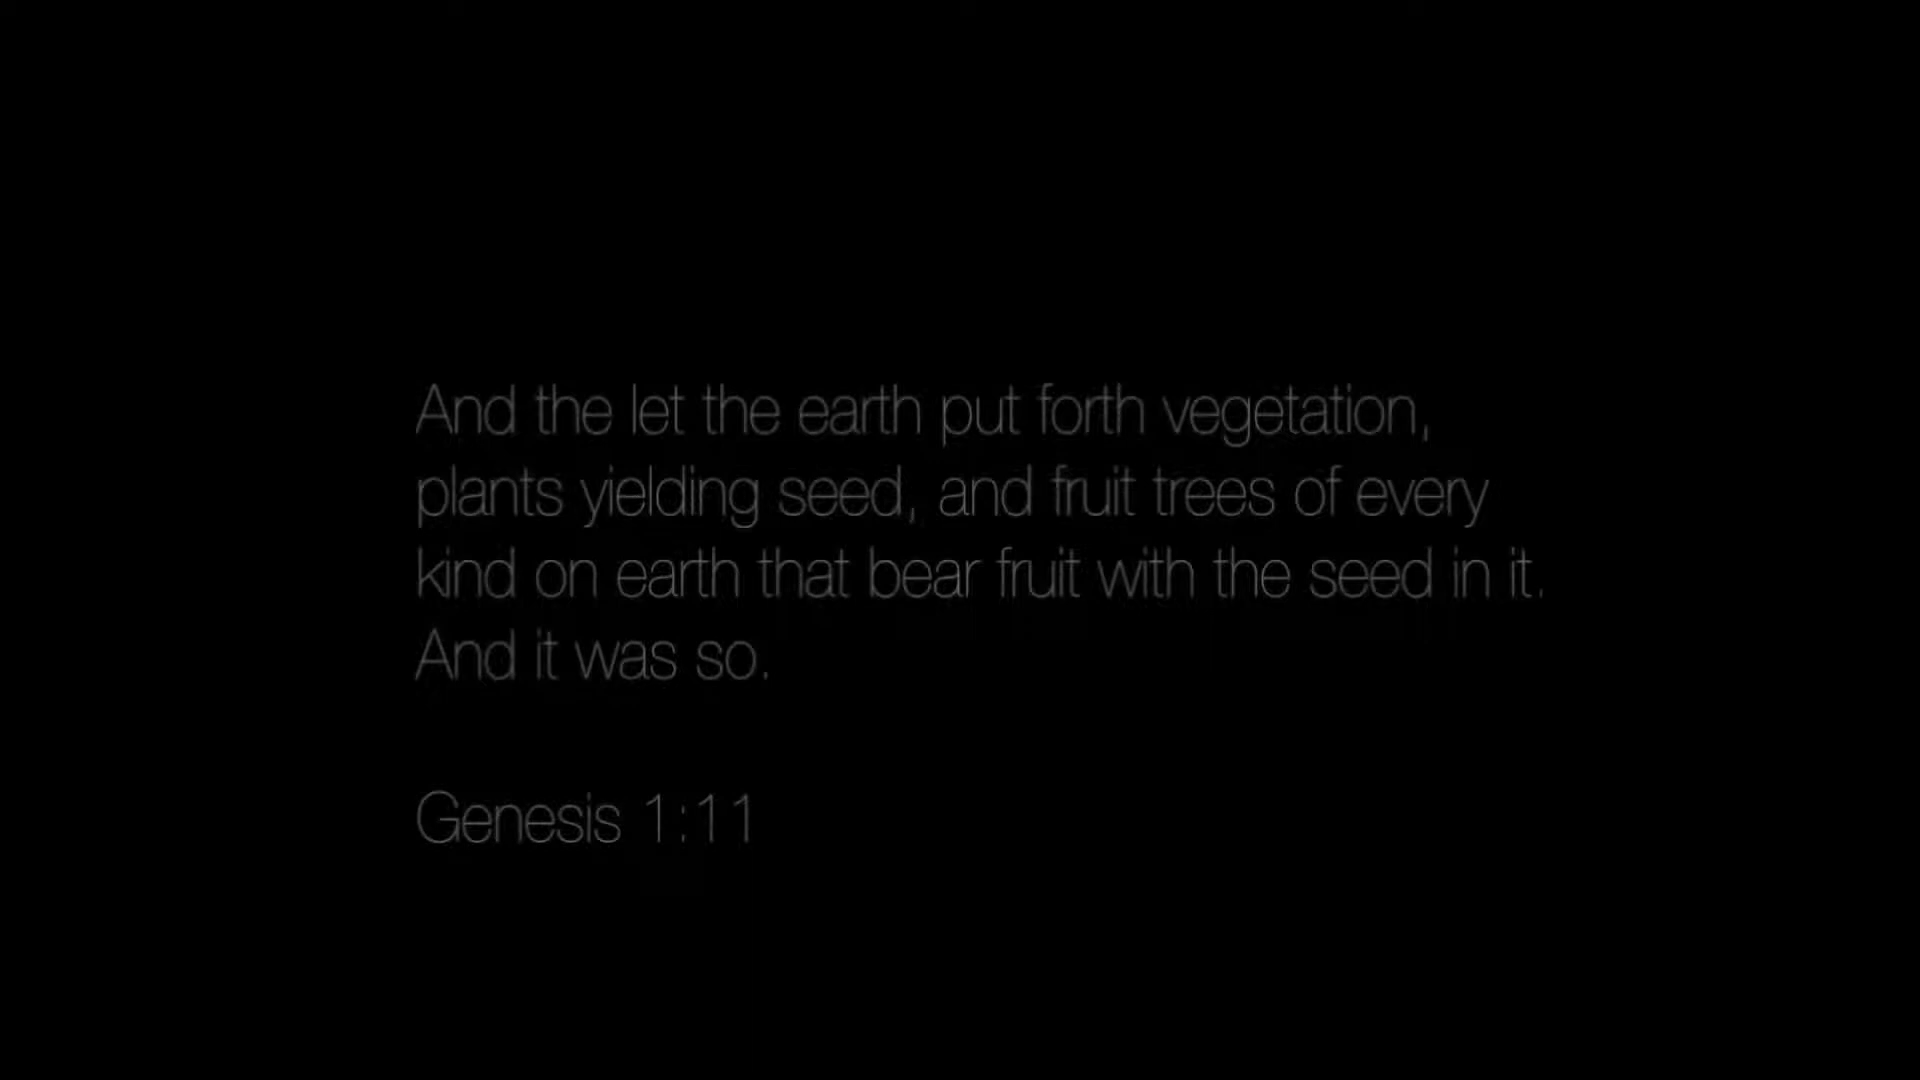 And the let the earth put forth vegetation,
plants yielding seed, and fruit trees of every
kind on earth that bear fruit with the seed in it.
And it was so.
Genesis 1:11